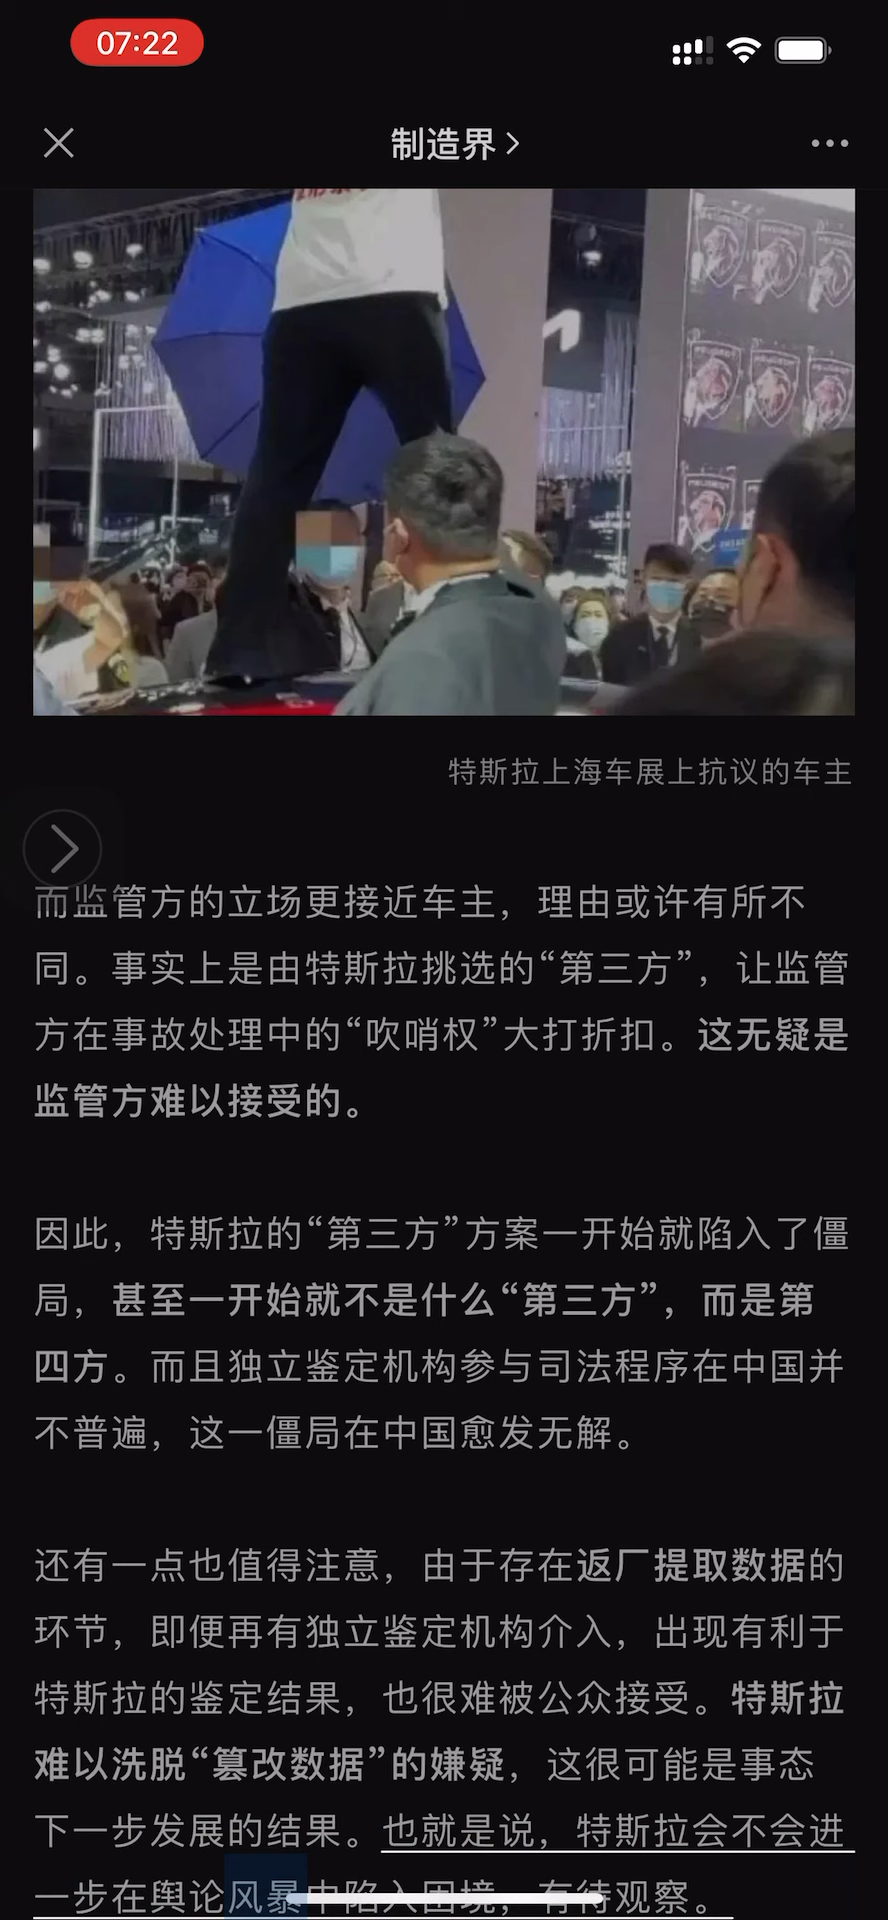 07:22
制造界
特斯拉上海车展上抗议的车主
而监管方的立场更接近车主，理由或许有所不
同。事实上是由特斯拉挑选的“第三方”，让监管
方在事故处理中的“吹哨权”大打折扣。这无疑是
监管方难以接受的。
因此，特斯拉的“第三方”方案一开始就陷入了僵
局，甚至一开始就不是什么“第三方”，而是第
四方。而且独立鉴定机构参与司法程序在中国并
不普遍，这一僵局在中国愈发无解。
还有一点也值得注意，由于存在返厂提取数据的
环节，即便再有独立鉴定机构介入，出现有利于
特斯拉的鉴定结果，也很难被公众接受。特斯拉
难以洗脱“篡改数据”的嫌疑，这很可能是事态
下一步发展的结果。也就是说，特斯拉会不会进
一步在舆论风暴中陷入困境，有待观察。